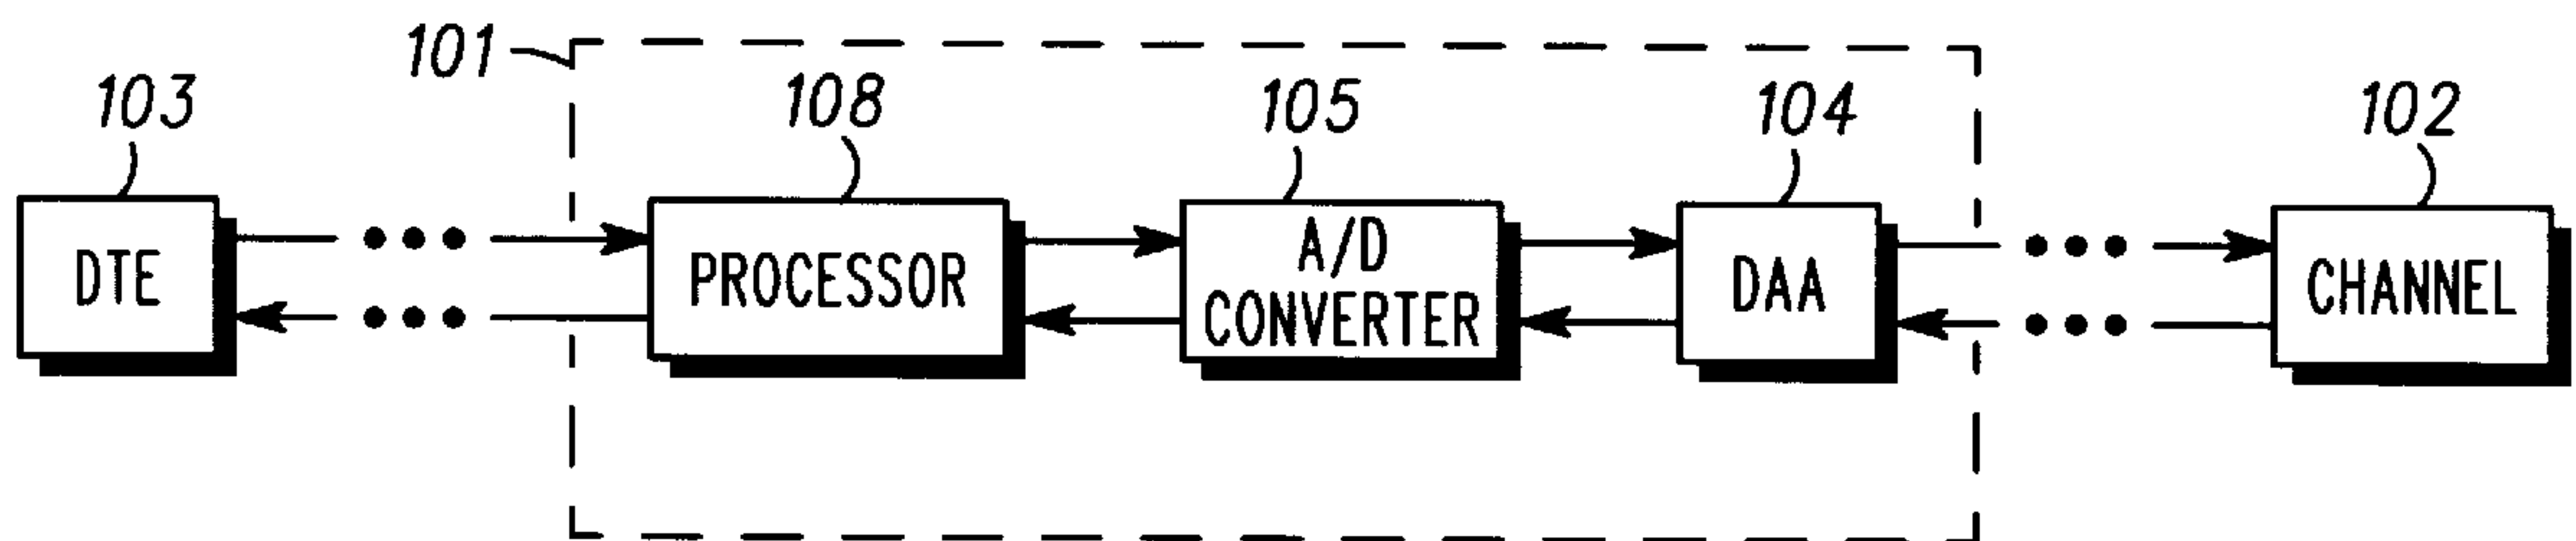 101
103
108
105
104
102
DTE
PROCESSOR
A/D
CONVERTER
DAA
CHANNEL